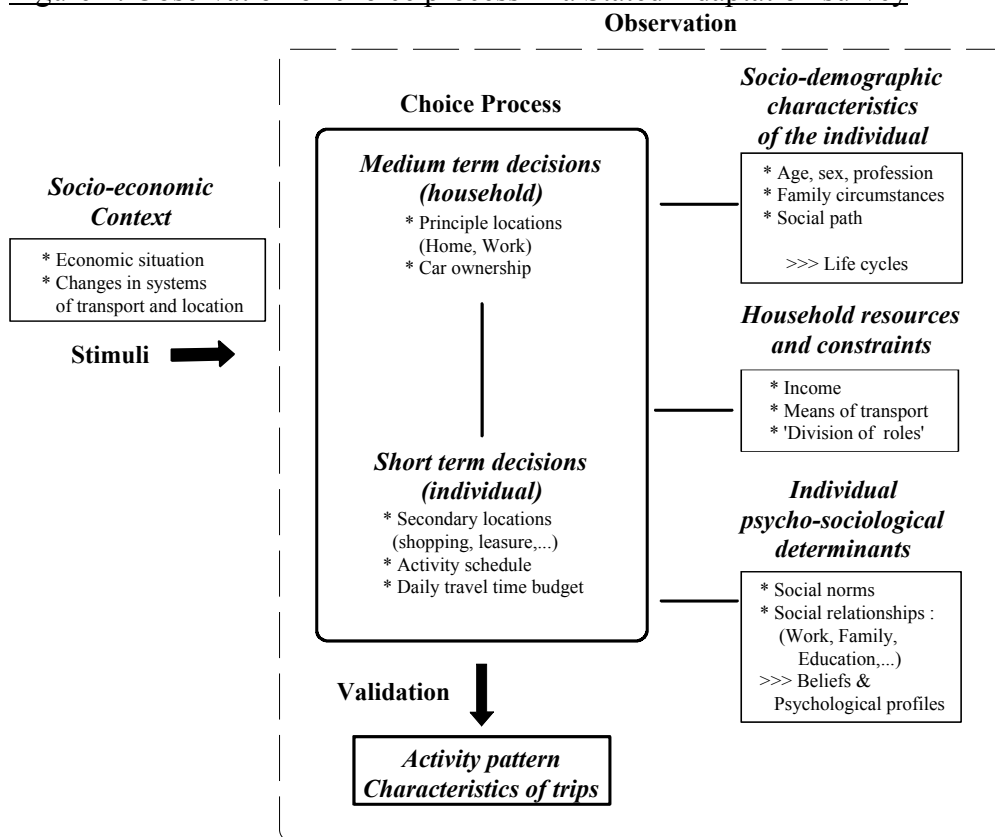 Observation
Socio-economic
Context
* Economic situation
* Changes in systems
of transport and location
Stimuli
Choice Process
Medium term decisions
(household)
* Principle locations
(Home, Work)
* Car ownership
Short term decisions
(individual)
* Secondary locations
(shopping, leasure,...)
* Activity schedule
* Daily travel time budget
Validation
Activity pattern
Characteristics of trips
Socio-demographic
characteristics
of the individual
* Age, sex, profession
* Family circumstances
* Social path
>>> Life cycles
Household resources
and constraints
* Income
* Means of transport
* 'Division of roles'
Individual
psycho-sociological
determinants
* Social norms
* Social relationships :
(Work, Family,
Education,...)
>>> Beliefs &
Psychological profiles